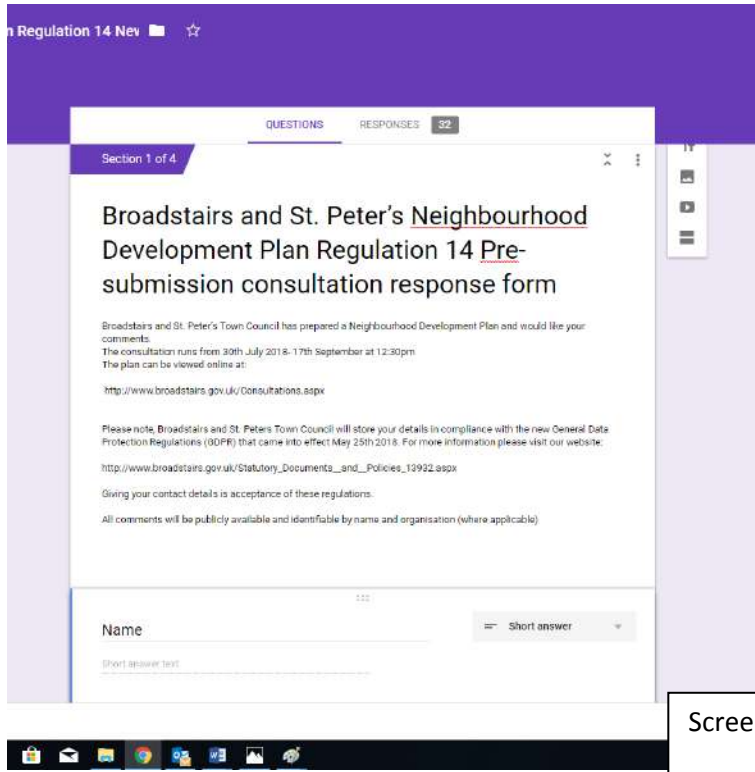 n Regulation 14 Nev
QUESTIONS RESPONSES 32
Section 1 of 4
Broadstairs and St. Peter's Neighbourhood
Development Plan Regulation 14 Pre-
submission consultation response form
Broadstairs and St. Peter's Town Council has prepared a Neighbourhood Development Plan and would like your
comments.
The consultation runs from 30th July 2018- 17th September at 12:30pm
The plan can be viewed online at:
http://www.broadstairs.gov.uk/Consultations.aspx
Please note, Broadstairs and St. Peters Town Council will store your details in compliance with the new General Data
Protection Regulations (GDPR) that came into effect May 25th 2018. For more information please visit our website:
http://www.broadstairs.gov.uk/Statutory_Documents__and__Policies_13932.aspx
Giving your contact details is acceptance of these regulations.
All comments will be publicly available and identifiable by name and organisation (where applicable)
Name
Short answer
Short answer text
Scree